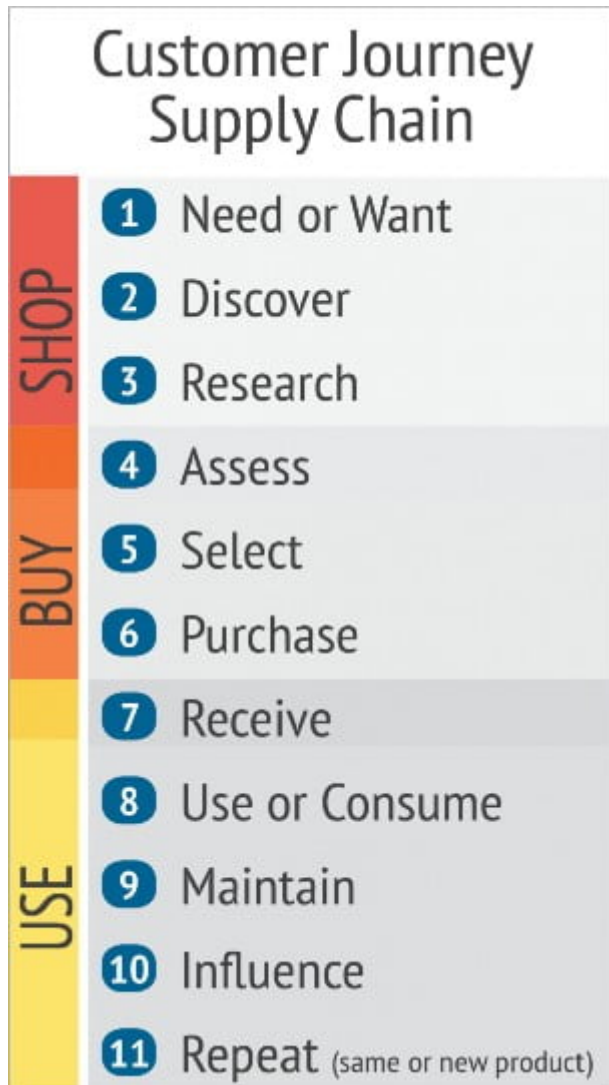 Customer Journey
Supply Chain
SHOP
1 Need or Want
2 Discover
3 Research
BUY
4 Assess
5 Select
6 Purchase
USE
7 Receive
8 Use or Consume
9 Maintain
10 Influence
11 Repeat (same or new product)